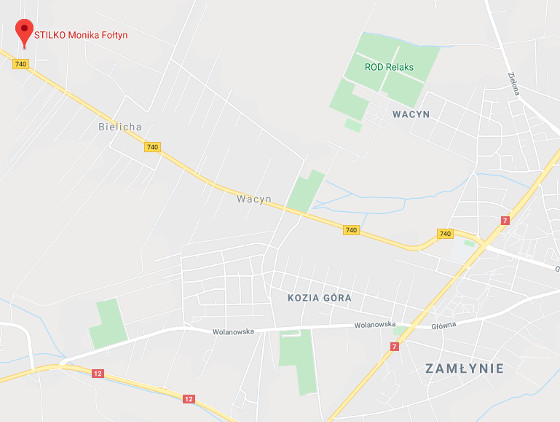 STILKO Monika Fołtyn
740
ROD Relaks
Zielona
WACYN
Bielicha
740
Wacyn
7
740
740
G
KOZIA GÓRA
Wolanowska
Wolanowska
Główna
7
ZAMŁYNIE
12
12